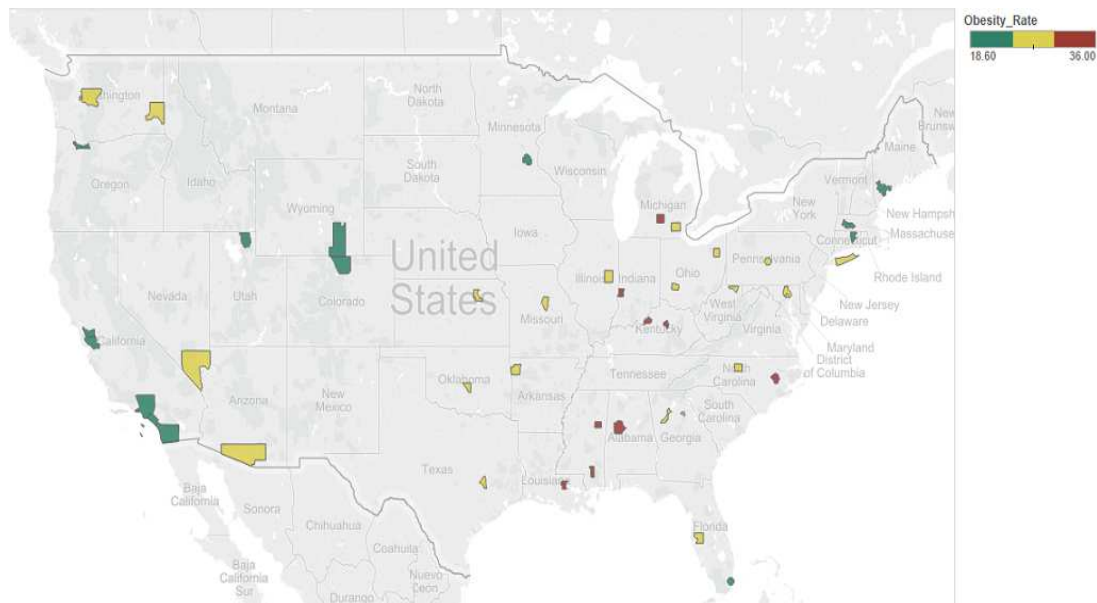 Obesity_Rate
18.60
36.00
shington
Montana
North
Dakota
Minnesota
New
Brunsw
Maine
Oregon
Idaho
South
Dakota
Wisconsin
Vermont
Wyoming
Michigan
New
York
New Hampsh
Massachuse
Iowa
Connecticut
Rhode Island
United
States
Nevada
Utah
Colorado
Illinois
Indiana
Ohio
Pennsylvania
New Jersey
California
Missouri
West
Virginia
Virginia
Delaware
Kentucky
Maryland
District
of Columbia
Arizona
New
Mexico
Oklahoma
Arkansas
Tennessee
North
Carolina
South
Carolina
Texas
Louisiana
Alabama
Georgia
Baja
California
Sonora
Chihuahua
Florida
Coahuila
Baja
California
Sur
Nuevo
Leon
Durango